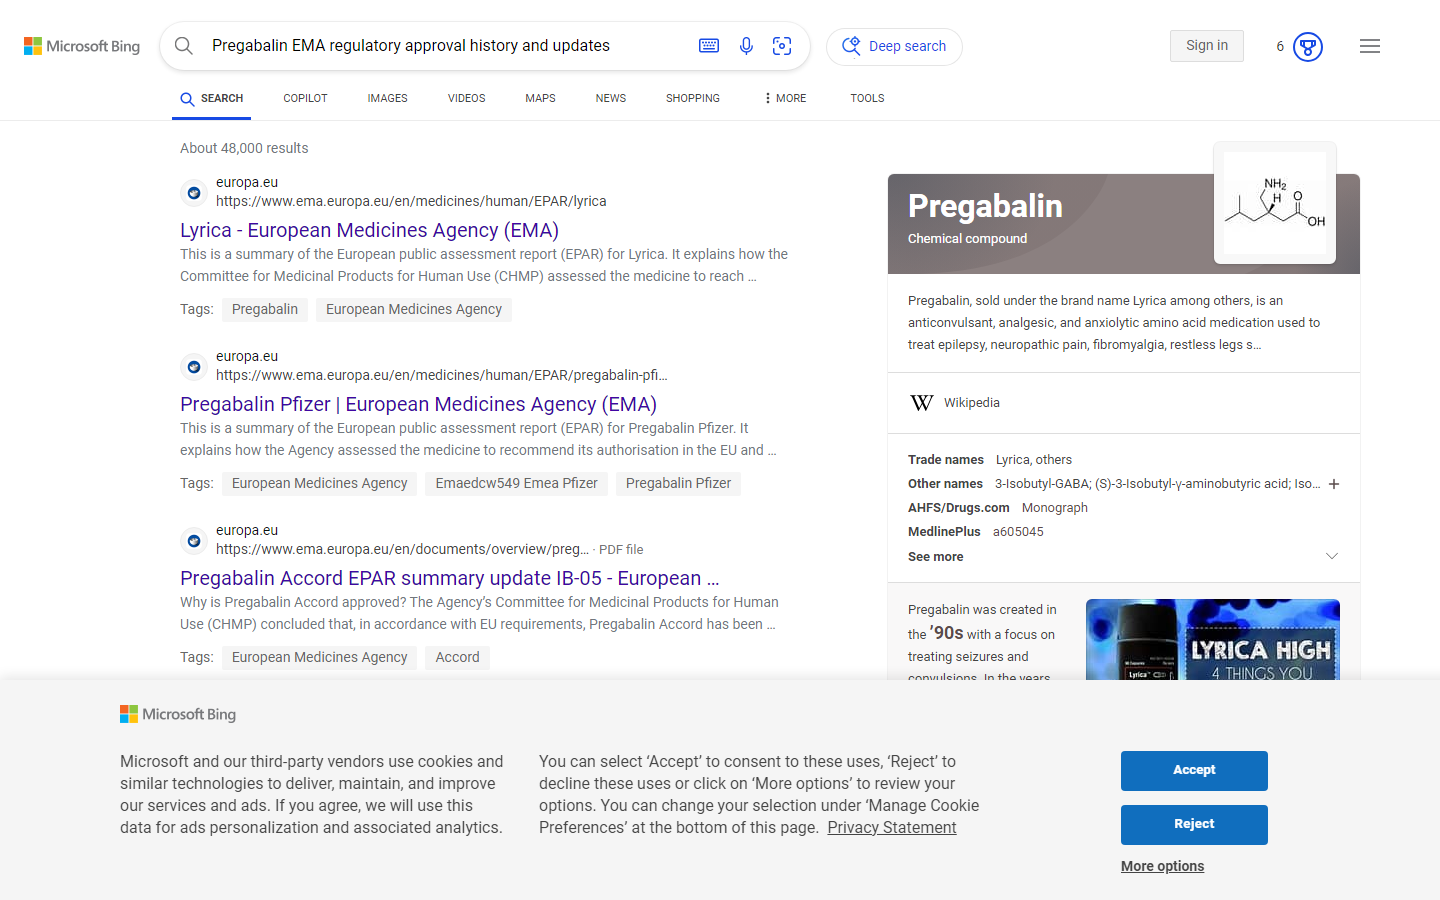 Microsoft Bing
Pregabalin EMA regulatory approval history and updates
Deep search
Sign in
6
SEARCH
COPILOT
IMAGES
VIDEOS
MAPS
NEWS
SHOPPING
MORE
TOOLS
About 48,000 results
europa.eu
https://www.ema.europa.eu/en/medicines/human/EPAR/lyrica
Lyrica - European Medicines Agency (EMA)
This is a summary of the European public assessment report (EPAR) for Lyrica. It explains how the
Committee for Medicinal Products for Human Use (CHMP) assessed the medicine to reach …
Tags: Pregabalin European Medicines Agency
europa.eu
https://www.ema.europa.eu/en/medicines/human/EPAR/pregabalin-pfi…
Pregabalin Pfizer | European Medicines Agency (EMA)
This is a summary of the European public assessment report (EPAR) for Pregabalin Pfizer. It
explains how the Agency assessed the medicine to recommend its authorisation in the EU and …
Tags: European Medicines Agency Emaedcw549 Emea Pfizer Pregabalin Pfizer
europa.eu
https://www.ema.europa.eu/en/documents/overview/preg… · PDF file
Pregabalin Accord EPAR summary update IB-05 - European …
Why is Pregabalin Accord approved? The Agency’s Committee for Medicinal Products for Human
Use (CHMP) concluded that, in accordance with EU requirements, Pregabalin Accord has been …
Tags: European Medicines Agency Accord
Pregabalin
Chemical compound
NH2
H
O
OH
Pregabalin, sold under the brand name Lyrica among others, is an
anticonvulsant, analgesic, and anxiolytic amino acid medication used to
treat epilepsy, neuropathic pain, fibromyalgia, restless legs s…
W Wikipedia
Trade names Lyrica, others
Other names 3-Isobutyl-GABA; (S)-3-Isobutyl-γ-aminobutyric acid; Iso…
AHFS/Drugs.com Monograph
MedlinePlus a605045
See more
Pregabalin was created in
the ’90s with a focus on
treating seizures and
convulsions. In the years
Lyrica
LYRICA HIGH
4 THINGS YOU
Microsoft Bing
Microsoft and our third-party vendors use cookies and
similar technologies to deliver, maintain, and improve
our services and ads. If you agree, we will use this
data for ads personalization and associated analytics.
You can select ‘Accept’ to consent to these uses, ‘Reject’ to
decline these uses or click on ‘More options’ to review your
options. You can change your selection under ‘Manage Cookie
Preferences’ at the bottom of this page. Privacy Statement
Accept
Reject
More options